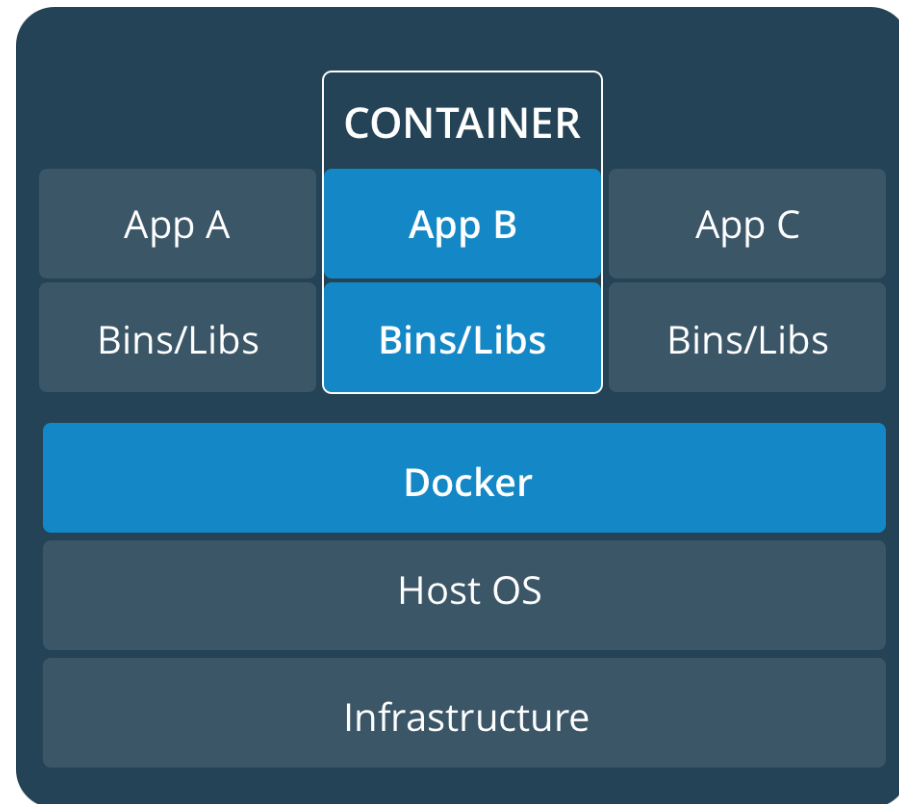 CONTAINER
App A
App B
App C
Bins/Libs
Bins/Libs
Bins/Libs
Docker
Host OS
Infrastructure